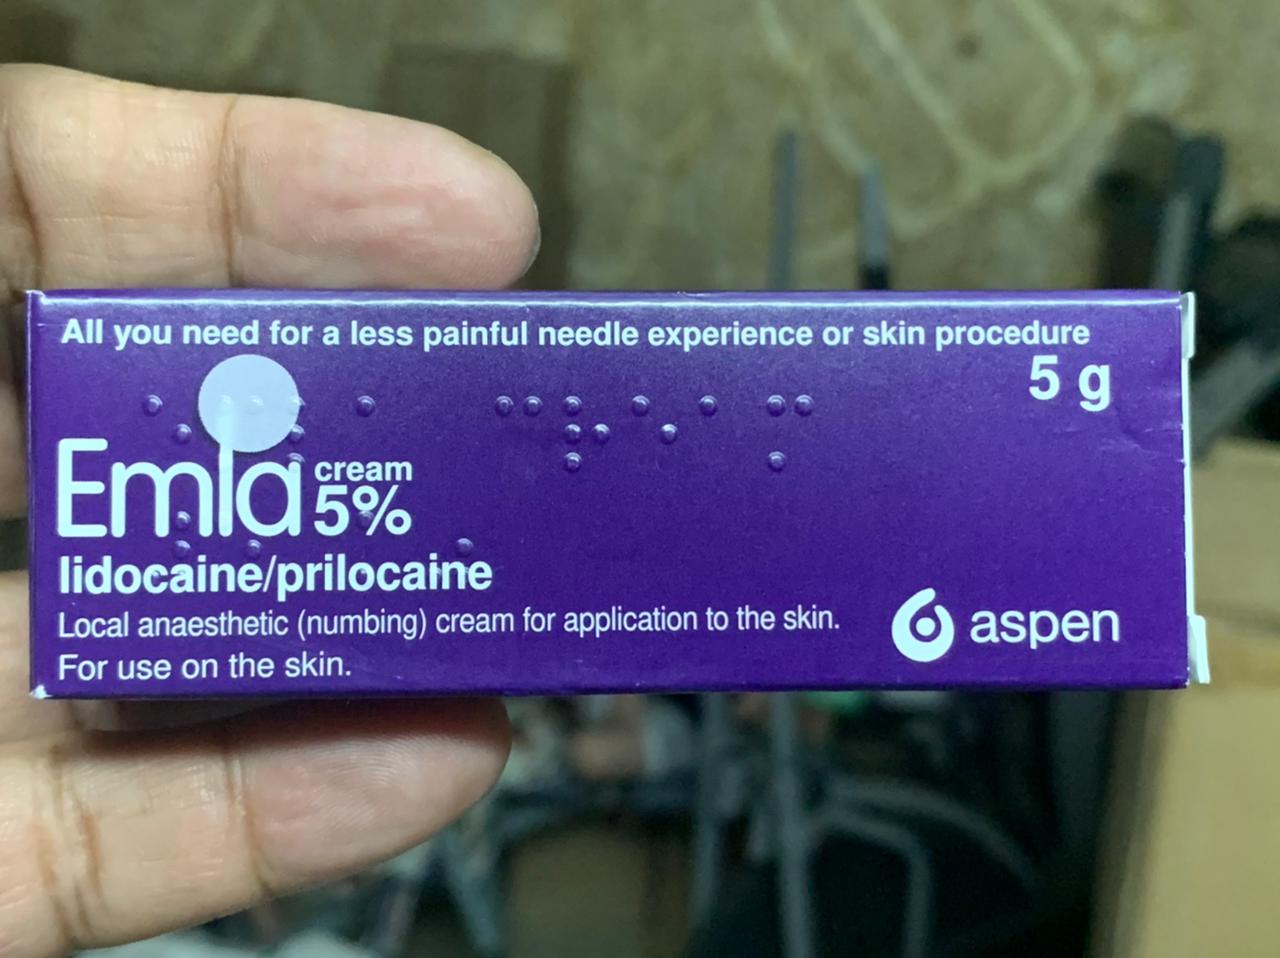 All you need for a less painful needle experience or skin procedure
5 g
Emla cream
5%
lidocaine/prilocaine
Local anaesthetic (numbing) cream for application to the skin.
For use on the skin.
aspen